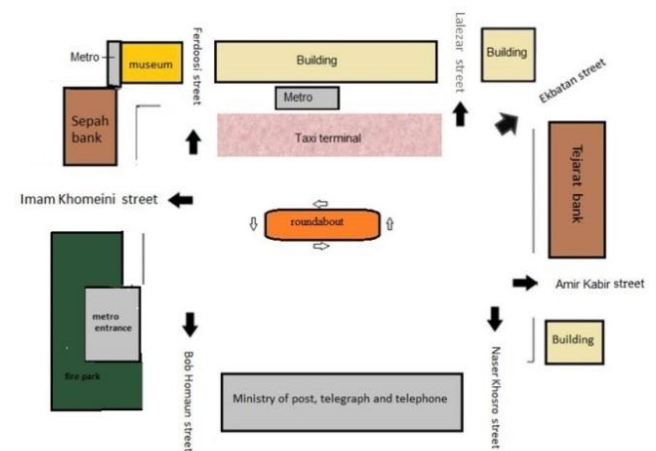 Metro
museum
Ferdoosi street
Building
Lalezar street
Building
Ekbatan street
Metro
Sepah
bank
Taxi terminal
Tejarat bank
Imam Khomeini street
roundabout
Amir Kabir street
metro
entrance
fire park
Bob Homaun street
Ministry of post, telegraph and telephone
Naser Khosro street
Building